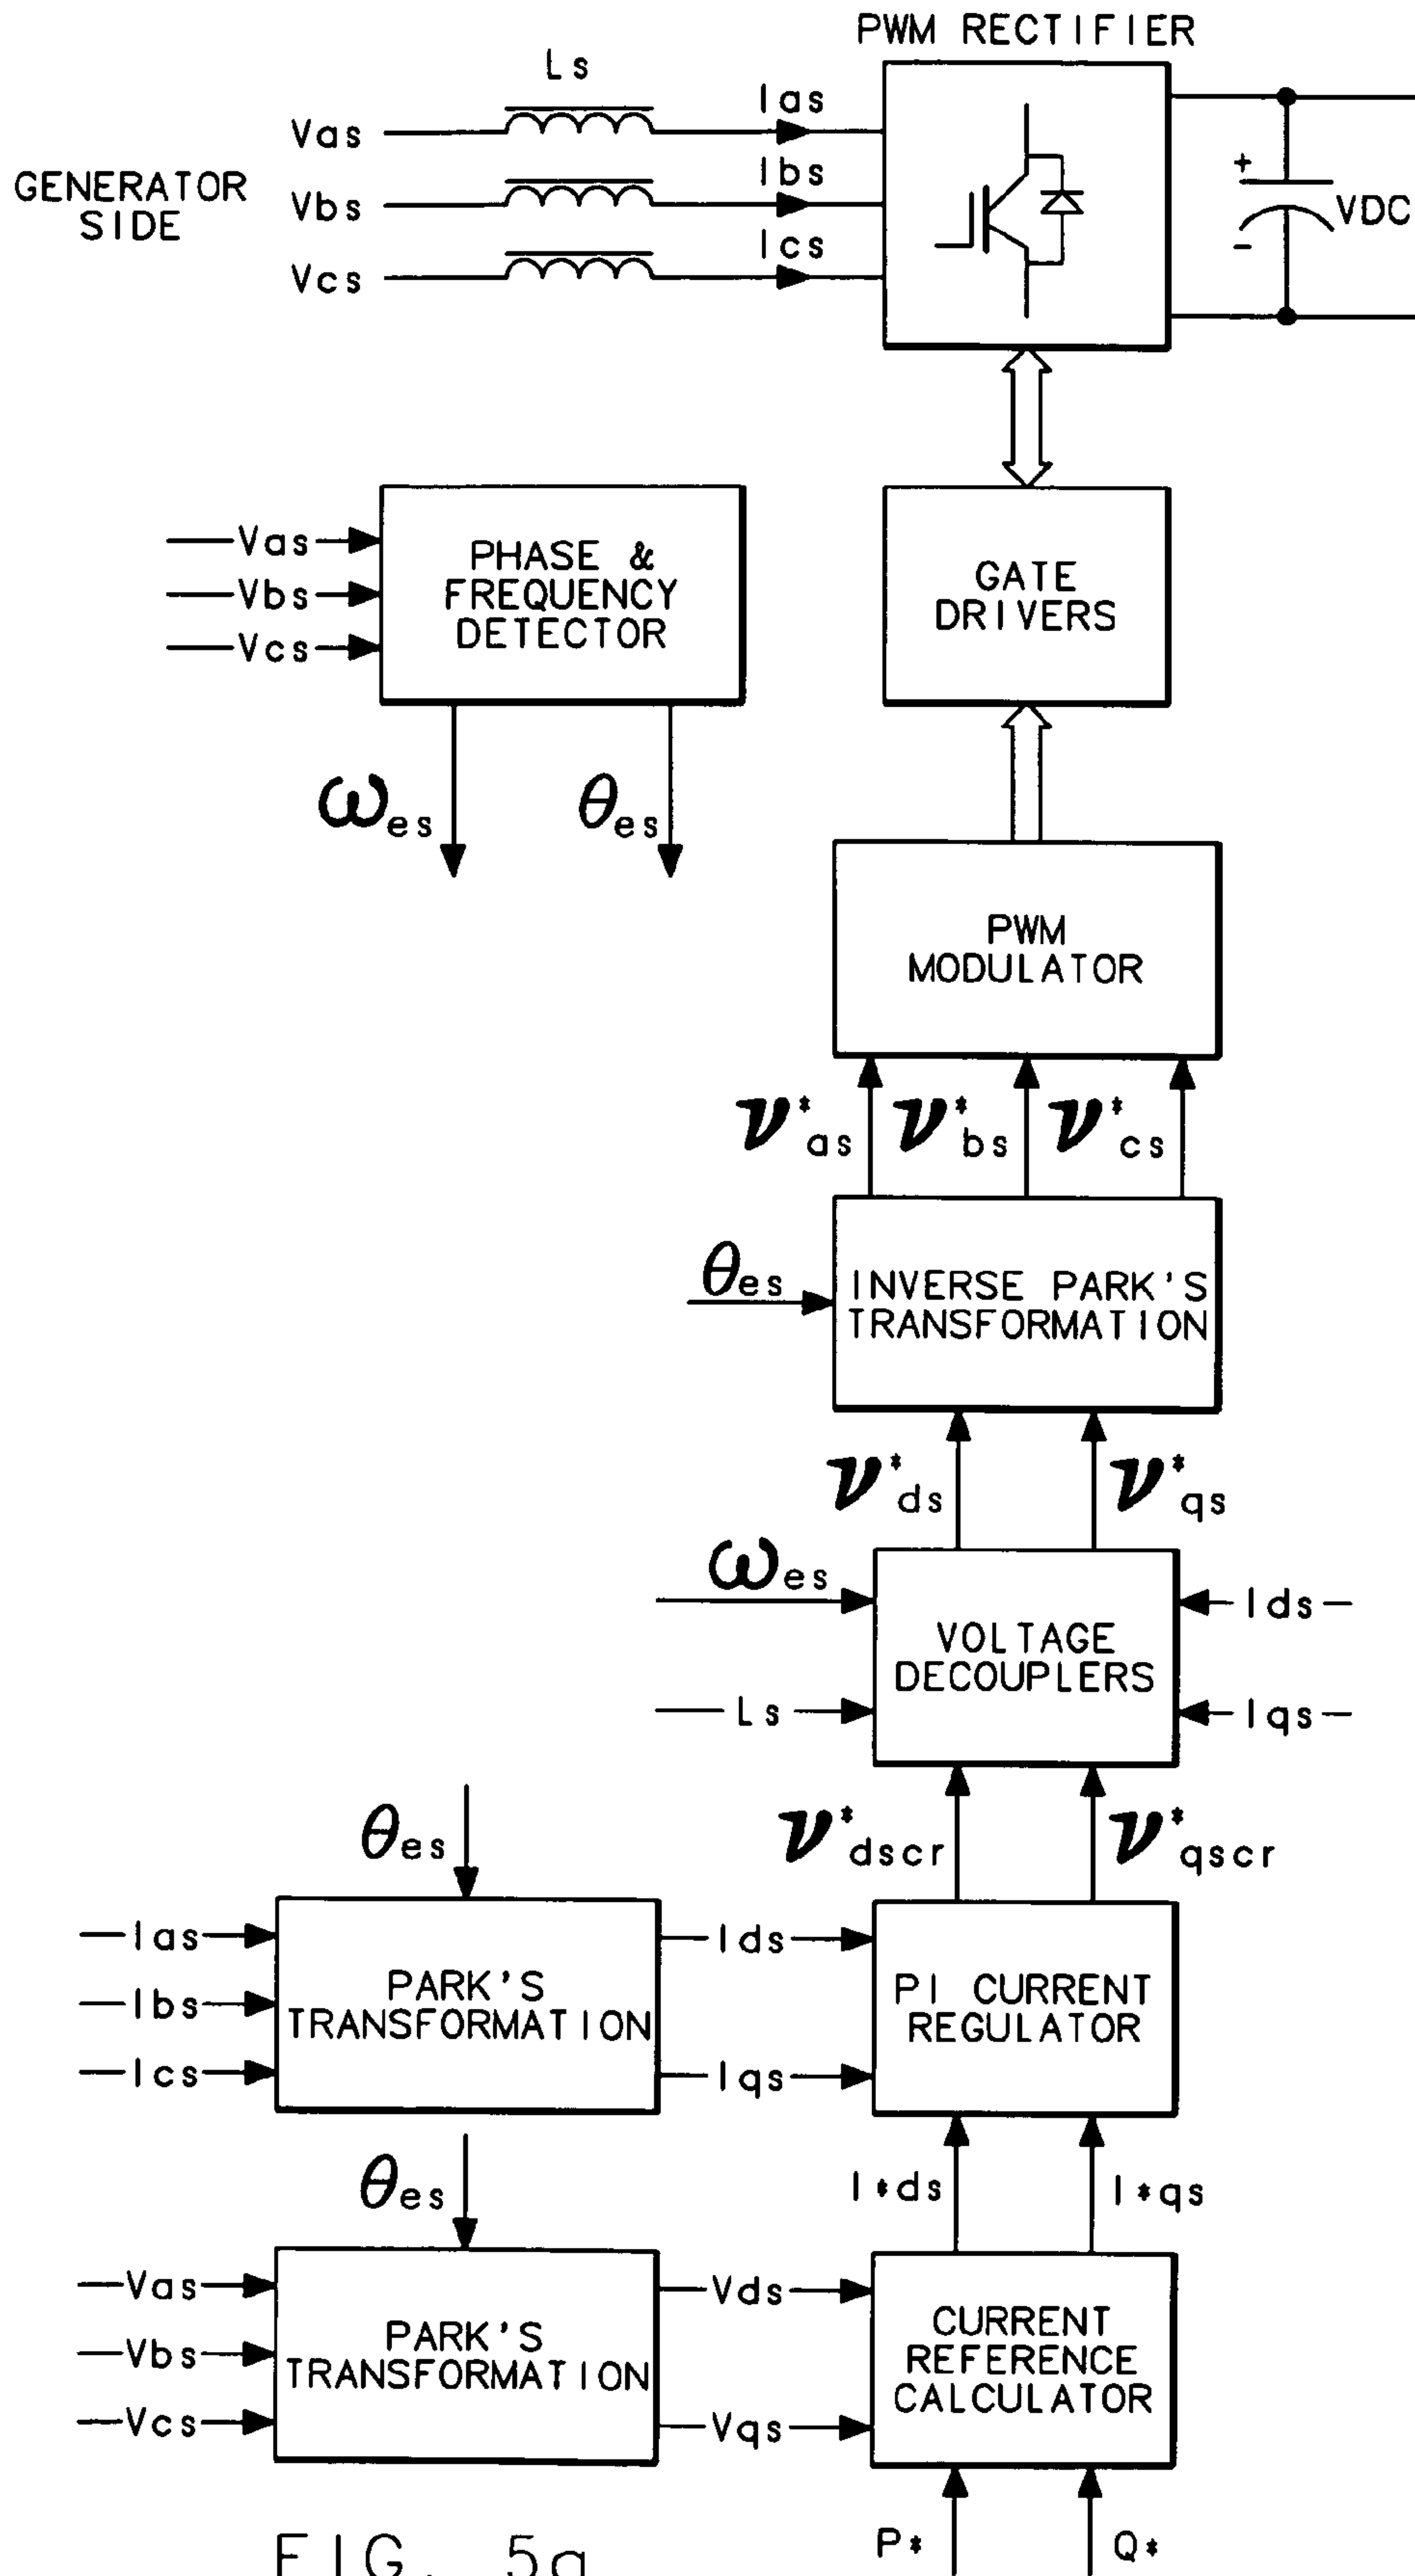 PWM RECTIFIER
Ls
Ias
Vas
GENERATOR
SIDE
Ibs
Vbs
Ics
Vcs
+
VDC
-
Vas
Vbs
Vcs
PHASE &
FREQUENCY
DETECTOR
GATE
DRIVERS
ωes
θes
PWM
MODULATOR
ν*as
ν*bs
ν*cs
θes
INVERSE PARK'S
TRANSFORMATION
ν*ds
ν*qs
ωes
Ids
VOLTAGE
DECOUPLERS
Ls
Iqs
ν*dscr
ν*qscr
θes
Ias
Ibs
Ics
PARK'S
TRANSFORMATION
Ids
Iqs
PI CURRENT
REGULATOR
θes
I*ds
I*qs
Vas
Vbs
Vcs
PARK'S
TRANSFORMATION
Vds
Vqs
CURRENT
REFERENCE
CALCULATOR
P*
Q*
FIG. 5a